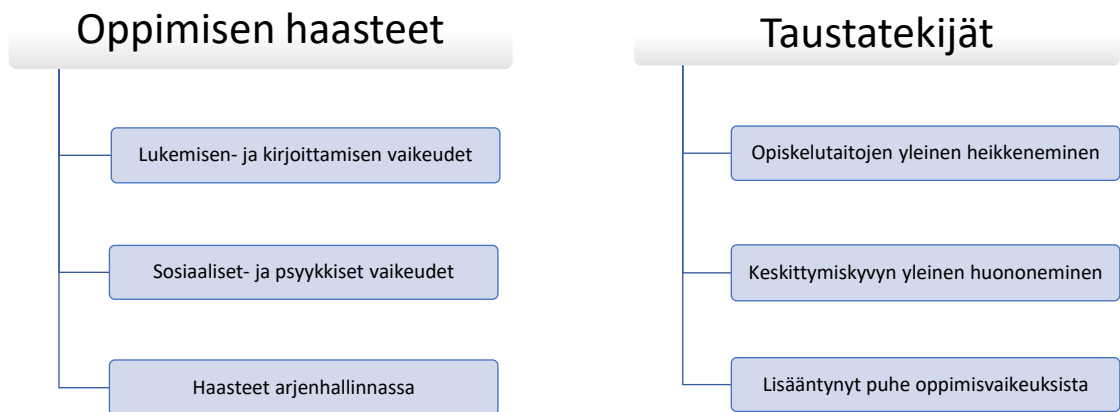 Oppimisen haasteet
Lukemisen- ja kirjoittamisen vaikeudet
Sosiaaliset- ja psyykkiset vaikeudet
Haasteet arjenhallinnassa
Taustatekijät
Opiskelutaitojen yleinen heikkeneminen
Keskittymiskyvyn yleinen huononeminen
Lisääntynyt puhe oppimisvaikeuksista